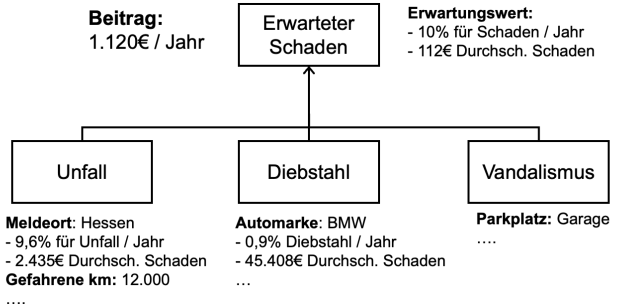 Beitrag:
1.120€ / Jahr
Erwarteter
Schaden
Erwartungswert:
- 10% für Schaden / Jahr
- 112€ Durchsch. Schaden
Unfall
Diebstahl
Vandalismus
Meldeort: Hessen
- 9,6% für Unfall / Jahr
- 2.435€ Durchsch. Schaden
Gefahrene km: 12.000
....
Automarke: BMW
- 0,9% Diebstahl / Jahr
- 45.408€ Durchsch. Schaden
...
Parkplatz: Garage
....